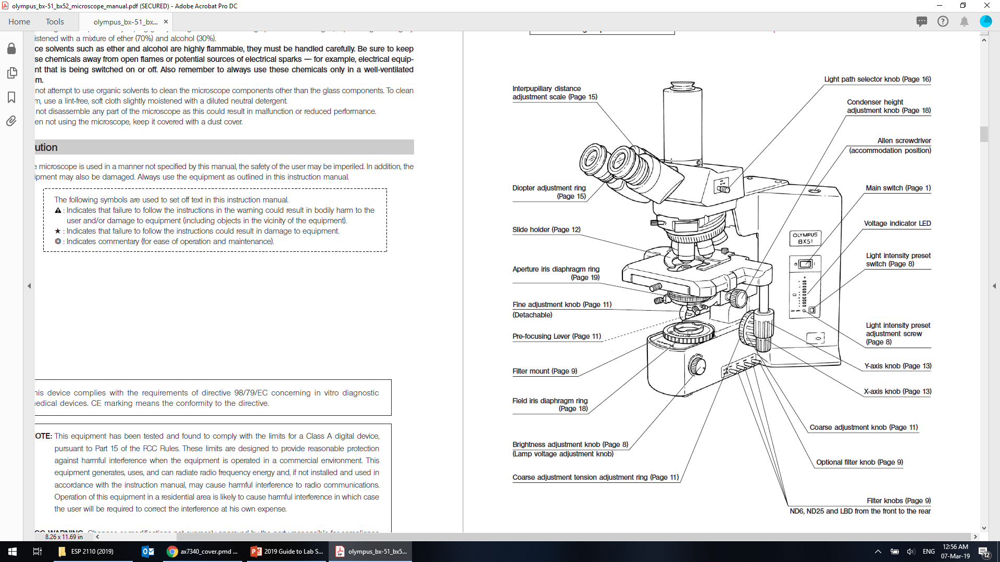 olympus_bx-51_bx52_microscope_manual.pdf (SECURED) - Adobe Acrobat Pro DC
Home
Tools
olympus_bx-51_bx...
istened with a mixture of ether (70%) and alcohol (30%).
ce solvents such as ether and alcohol are highly flammable, they must be handled carefully. Be sure to keep
se chemicals away from open flames or potential sources of electrical sparks — for example, electrical equip-
nt that is being switched on or off. Also remember to always use these chemicals only in a well-ventilated
m.
not attempt to use organic solvents to clean the microscope components other than the glass components. To clean
m, use a lint-free, soft cloth slightly moistened with a diluted neutral detergent.
not disassemble any part of the microscope as this could result in malfunction or reduced performance.
en not using the microscope, keep it covered with a dust cover.
ution
e microscope is used in a manner not specified by this manual, the safety of the user may be imperiled. In addition, the
ipment may also be damaged. Always use the equipment as outlined in this instruction manual.
The following symbols are used to set off text in this instruction manual.
▲ : Indicates that failure to follow the instructions in the warning could result in bodily harm to the
user and/or damage to equipment (including objects in the vicinity of the equipment).
★ : Indicates that failure to follow the instructions could result in damage to equipment.
◎ : Indicates commentary (for ease of operation and maintenance).
his device complies with the requirements of directive 98/79/EC concerning in vitro diagnostic
edical devices. CE marking means the conformity to the directive.
OTE: This equipment has been tested and found to comply with the limits for a Class A digital device,
pursuant to Part 15 of the FCC Rules. These limits are designed to provide reasonable protection
against harmful interference when the equipment is operated in a commercial environment. This
equipment generates, uses, and can radiate radio frequency energy and, if not installed and used in
accordance with the instruction manual, may cause harmful interference to radio communications.
Operation of this equipment in a residential area is likely to cause harmful interference in which case
the user will be required to correct the interference at his own expense.
8.26 x 11.69 in
Interpupillary distance
adjustment scale (Page 15)
Diopter adjustment ring
(Page 15)
Slide holder (Page 12)
Aperture iris diaphragm ring
(Page 19)
Fine adjustment knob (Page 11)
(Detachable)
Pre-focusing Lever (Page 11)
Filter mount (Page 9)
Field iris diaphragm ring
(Page 18)
Brightness adjustment knob (Page 8)
(Lamp voltage adjustment knob)
Coarse adjustment tension adjustment ring (Page 11)
OLYMPUS
BX51
OLYMPUS
Light path selector knob (Page 16)
Condenser height
adjustment knob (Page 18)
Allen screwdriver
(accommodation position)
Main switch (Page 1)
Voltage indicator LED
Light intensity preset
switch (Page 8)
Light intensity preset
adjustment screw
(Page 8)
Y-axis knob (Page 13)
X-axis knob (Page 13)
Coarse adjustment knob (Page 11)
Optional filter knob (Page 9)
Filter knobs (Page 9)
ND6, ND25 and LBD from the front to the rear
ESP 2110 (2019)
ax7340_cover.pmd ...
2019 Guide to Lab S...
olympus_bx-51_bx5...
ENG
12:56 AM
07-Mar-19
12